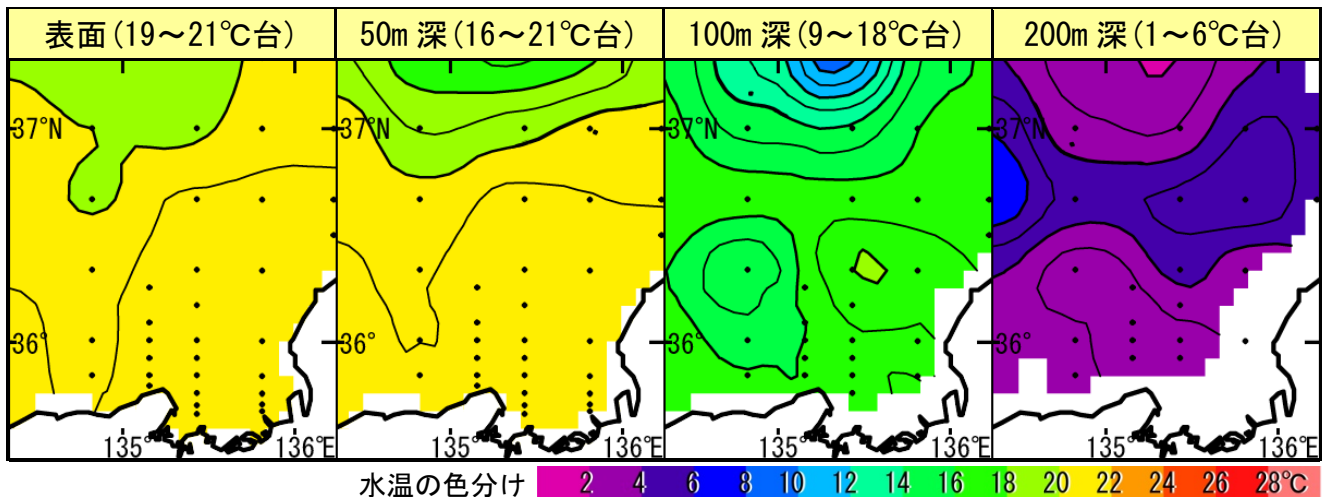 表面(19～21℃台) 50m 深(16～21℃台) 100m 深(9～18℃台) 200m 深(1～6℃台)
37°N 37°N 37°N 37°N
36° 36° 36° 36°
135° 136°E 135° 136°E 135° 136°E 135° 136°E
水温の色分け 2 4 6 8 10 12 14 16 18 20 22 24 26 28℃